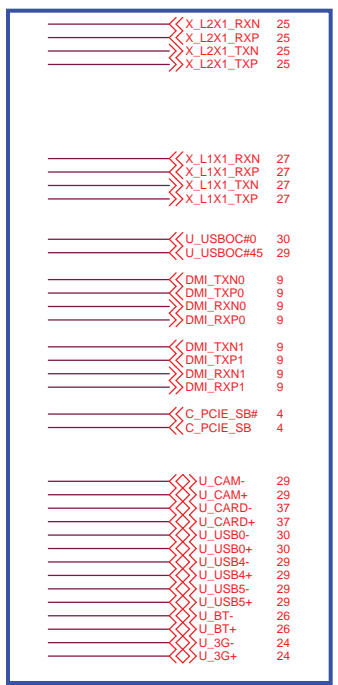 X_L2X1_RXN 25
X_L2X1_RXP 25
X_L2X1_TXN 25
X_L2X1_TXP 25
X_L1X1_RXN 27
X_L1X1_RXP 27
X_L1X1_TXN 27
X_L1X1_TXP 27
U_USBOC#0 30
U_USBOC#45 29
DMI_TXN0 9
DMI_TXP0 9
DMI_RXN0 9
DMI_RXP0 9
DMI_TXN1 9
DMI_TXP1 9
DMI_RXN1 9
DMI_RXP1 9
C_PCIE_SB# 4
C_PCIE_SB 4
U_CAM- 29
U_CAM+ 29
U_CARD- 37
U_CARD+ 37
U_USB0- 30
U_USB0+ 30
U_USB4- 29
U_USB4+ 29
U_USB5- 29
U_USB5+ 29
U_BT- 26
U_BT+ 26
U_3G- 24
U_3G+ 24